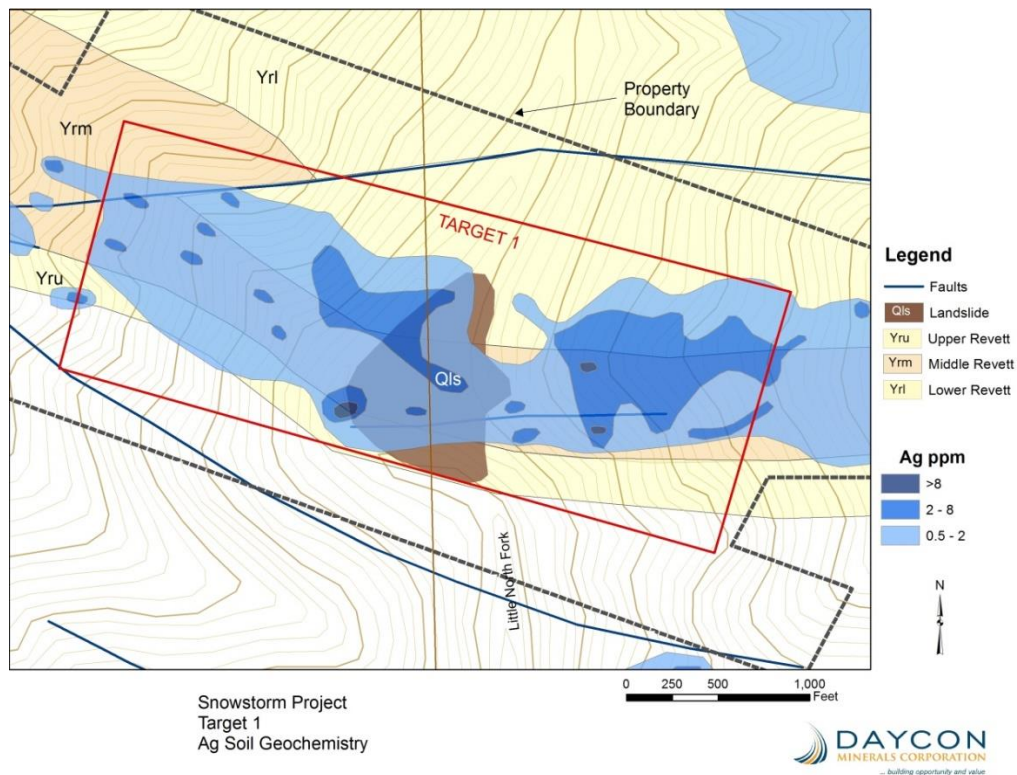 Yrl
Property
Boundary
Yrm
TARGET 1
Yru
Qls
Little North Fork
Legend
Faults
Qls Landslide
Yru Upper Revett
Yrm Middle Revett
Yrl Lower Revett
Ag ppm
>8
2 - 8
0.5 - 2
N
0 250 500 1,000
Feet
Snowstorm Project
Target 1
Ag Soil Geochemistry
DAYCON
MINERALS CORPORATION
... building opportunity and value